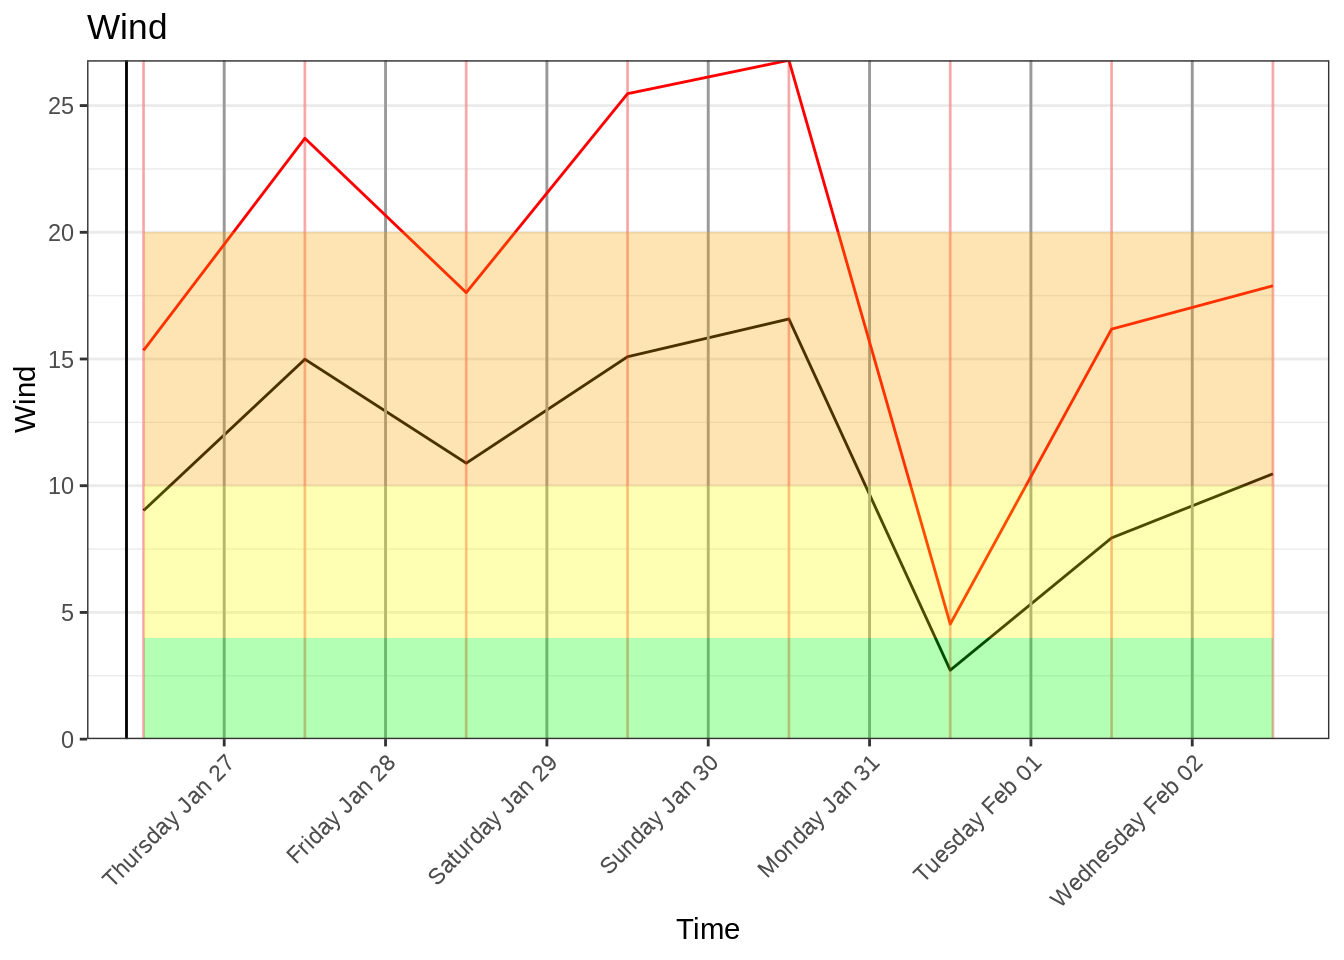 Wind
25
20
15
10
5
0
Wind
Thursday Jan 27
Friday Jan 28
Saturday Jan 29
Sunday Jan 30
Monday Jan 31
Tuesday Feb 01
Wednesday Feb 02
Time